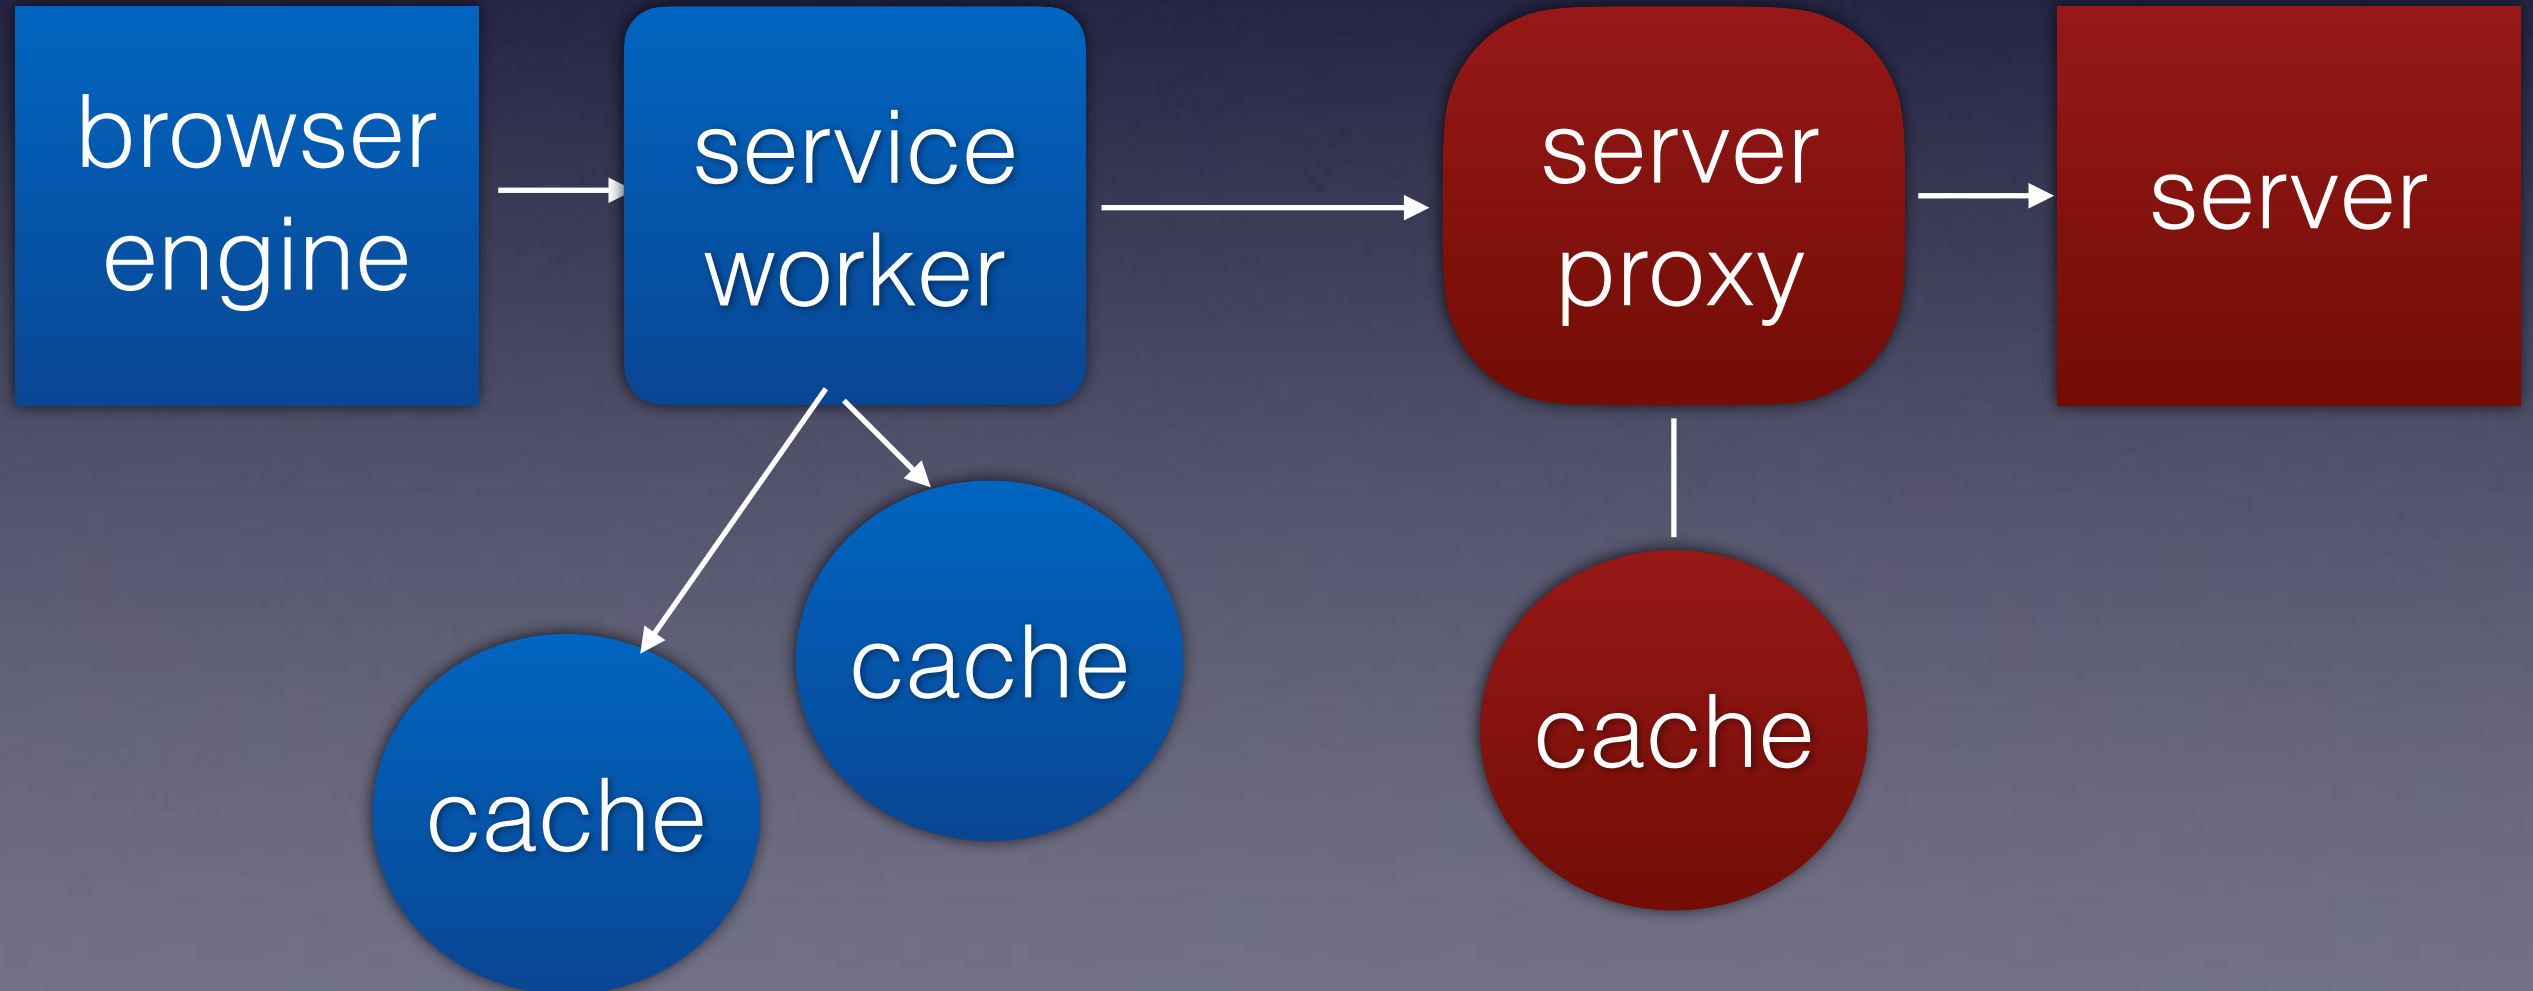 browser
engine
service
worker
server
proxy
server
cache
cache
cache